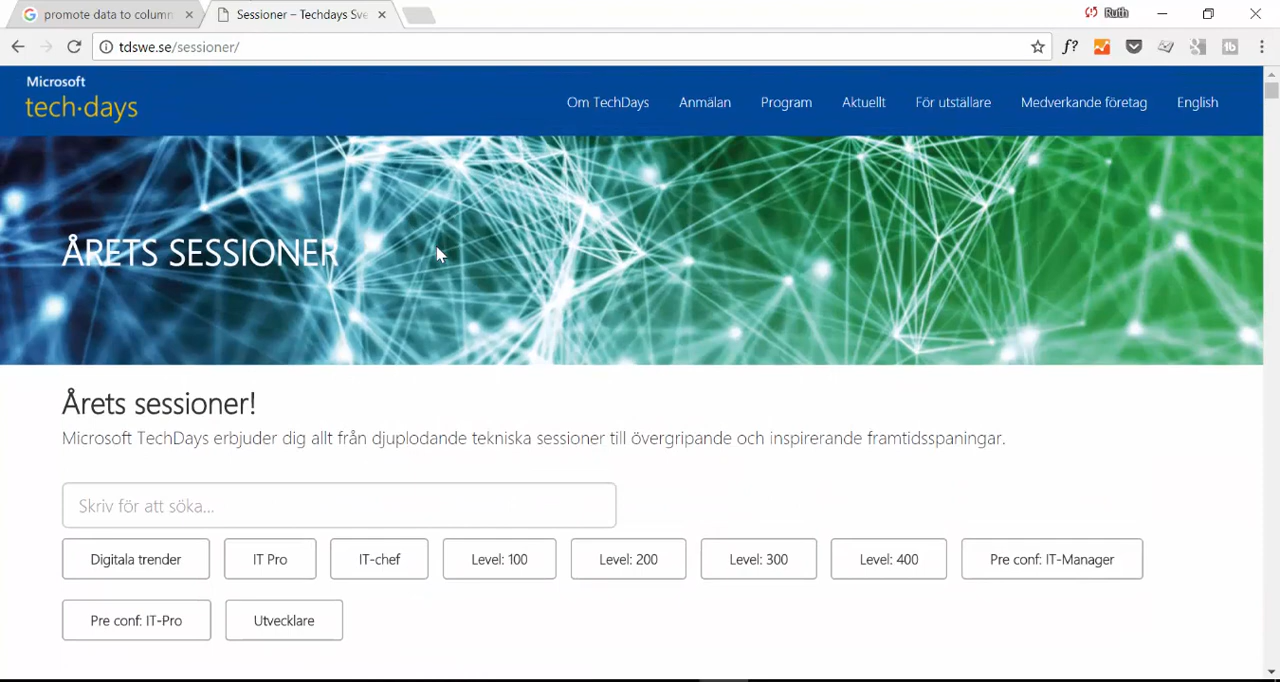 promote data to column
Sessioner – Techdays Sve
Ruth
tdswe.se/sessioner/
f?
Microsoft
tech·days
Om TechDays
Anmälan
Program
Aktuellt
För utställare
Medverkande företag
English
ÅRETS SESSIONER
Årets sessioner!
Microsoft TechDays erbjuder dig allt från djuplodande tekniska sessioner till övergripande och inspirerande framtidsspaningar.
Skriv för att söka...
Digitala trender
IT Pro
IT-chef
Level: 100
Level: 200
Level: 300
Level: 400
Pre conf: IT-Manager
Pre conf: IT-Pro
Utvecklare